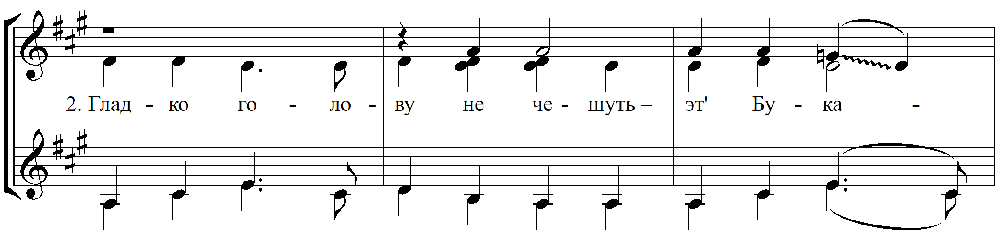 2. Глад - ко го - ло - ву не че - шуть – эт' Бу - ка -